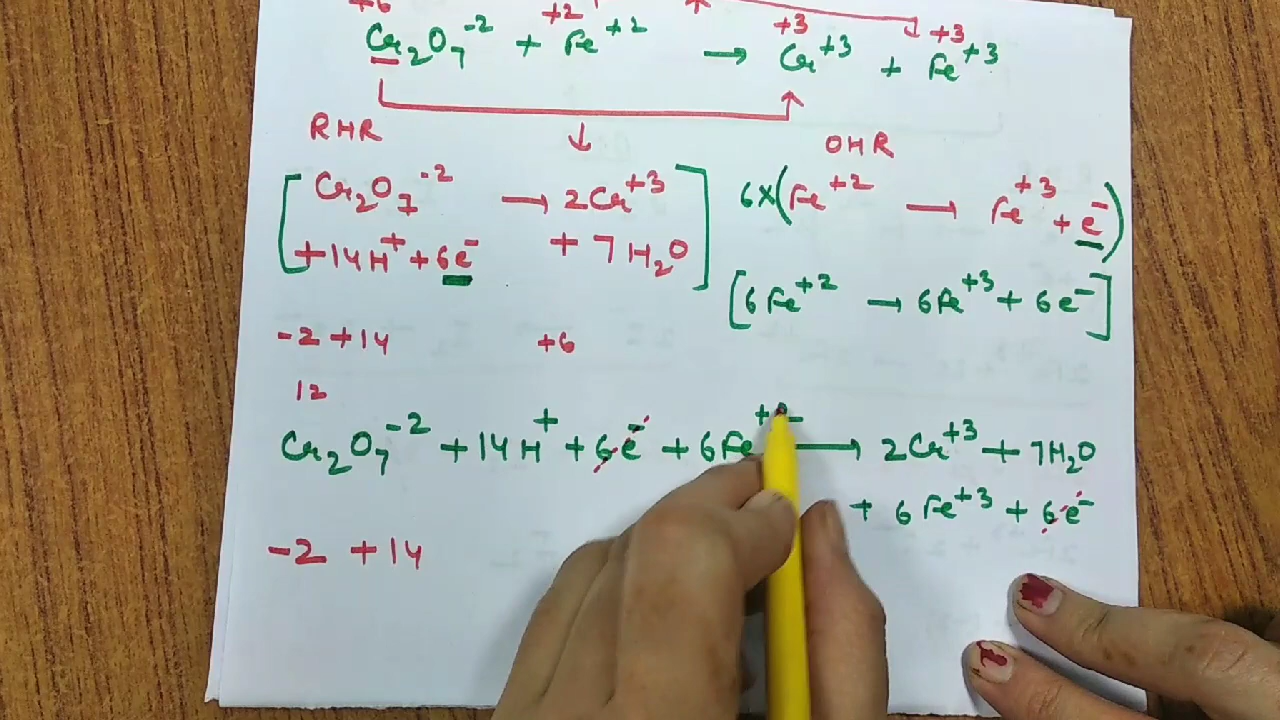 +6 +2 +3 +3
Cr₂O₇⁻² + Fe⁺² → Cr⁺³ + Fe⁺³
RHR
Cr₂O₇⁻² → 2Cr⁺³
+14H⁺ + 6e⁻ + 7H₂O
-2 +14 +6
12
OHR
6×(Fe⁺² → Fe⁺³ + e⁻)
[6Fe⁺² → 6Fe⁺³ + 6e⁻]
Cr₂O₇⁻² + 14H⁺ + 6e⁻ + 6Fe⁺² → 2Cr⁺³ + 7H₂O
+ 6Fe⁺³ + 6e⁻
-2 +14